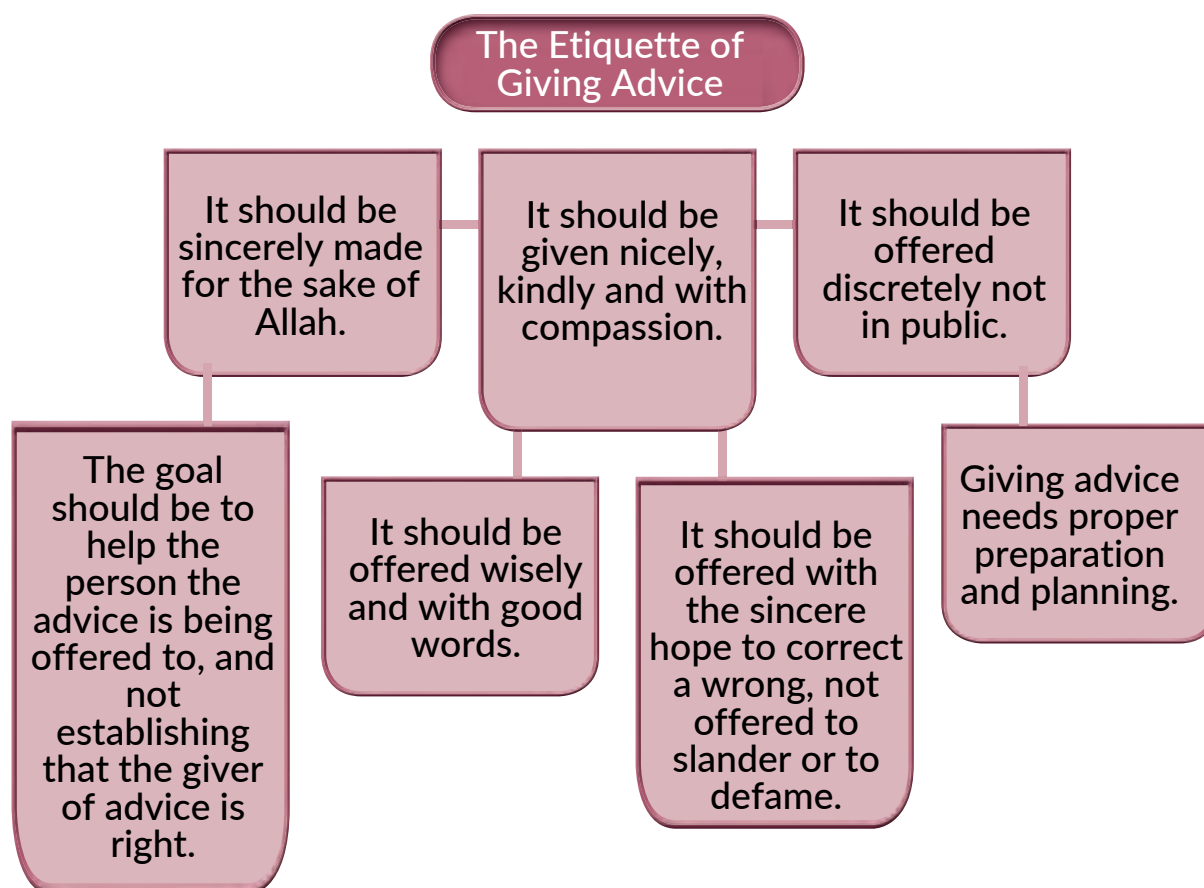 The Etiquette of
Giving Advice
It should be
sincerely made
for the sake of
Allah.
It should be
given nicely,
kindly and with
compassion.
It should be
offered
discretely not
in public.
The goal
should be to
help the
person the
advice is being
offered to, and
not
establishing
that the giver
of advice is
right.
It should be
offered wisely
and with good
words.
It should be
offered with
the sincere
hope to correct
a wrong, not
offered to
slander or to
defame.
Giving advice
needs proper
preparation
and planning.